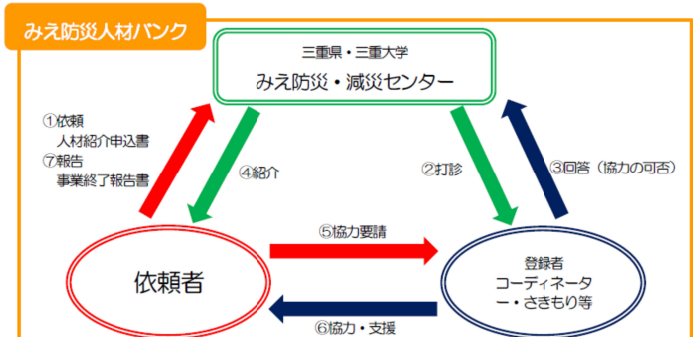 みえ防災人材バンク
三重県・三重大学
みえ防災・減災センター
①依頼
人材紹介申込書
⑦報告
事業終了報告書
④紹介
②打診
③回答(協力の可否)
⑤協力要請
依頼者
登録者
コーディネータ
ー・さきもり等
⑥協力・支援